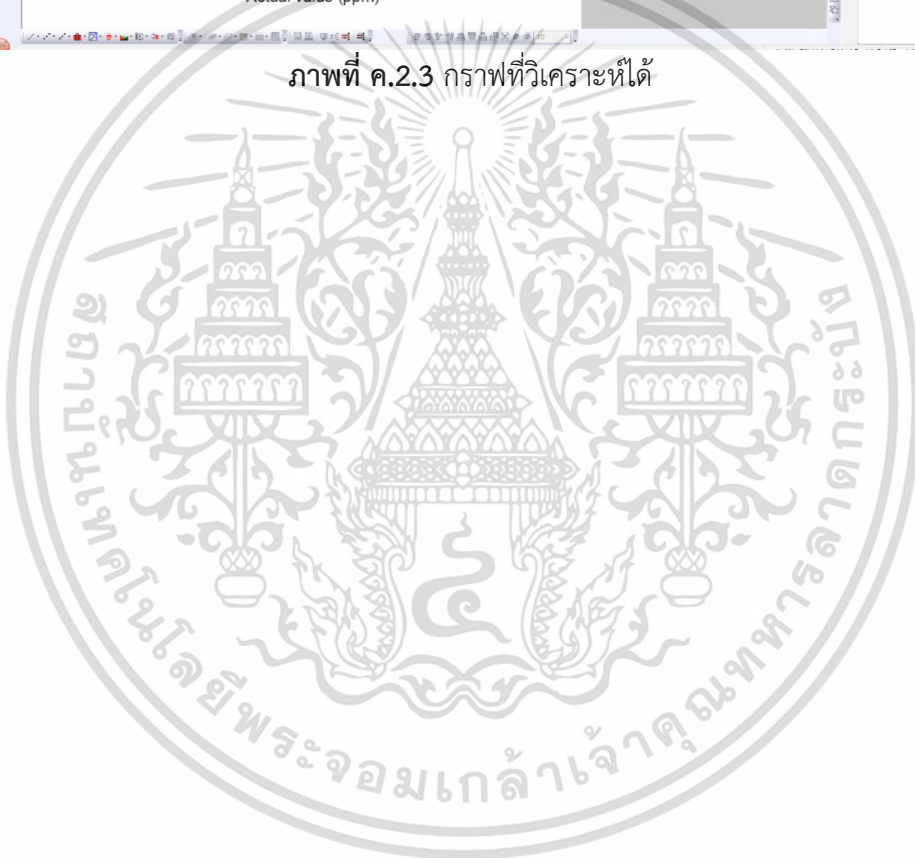 Actual value (ppm)
ภาพที่ ค.2.3 กราฟที่วิเคราะห์ได้
สถาบันเทคโนโลยีพระจอมเกล้าเจ้าคุณทหารลาดกระบัง
๔